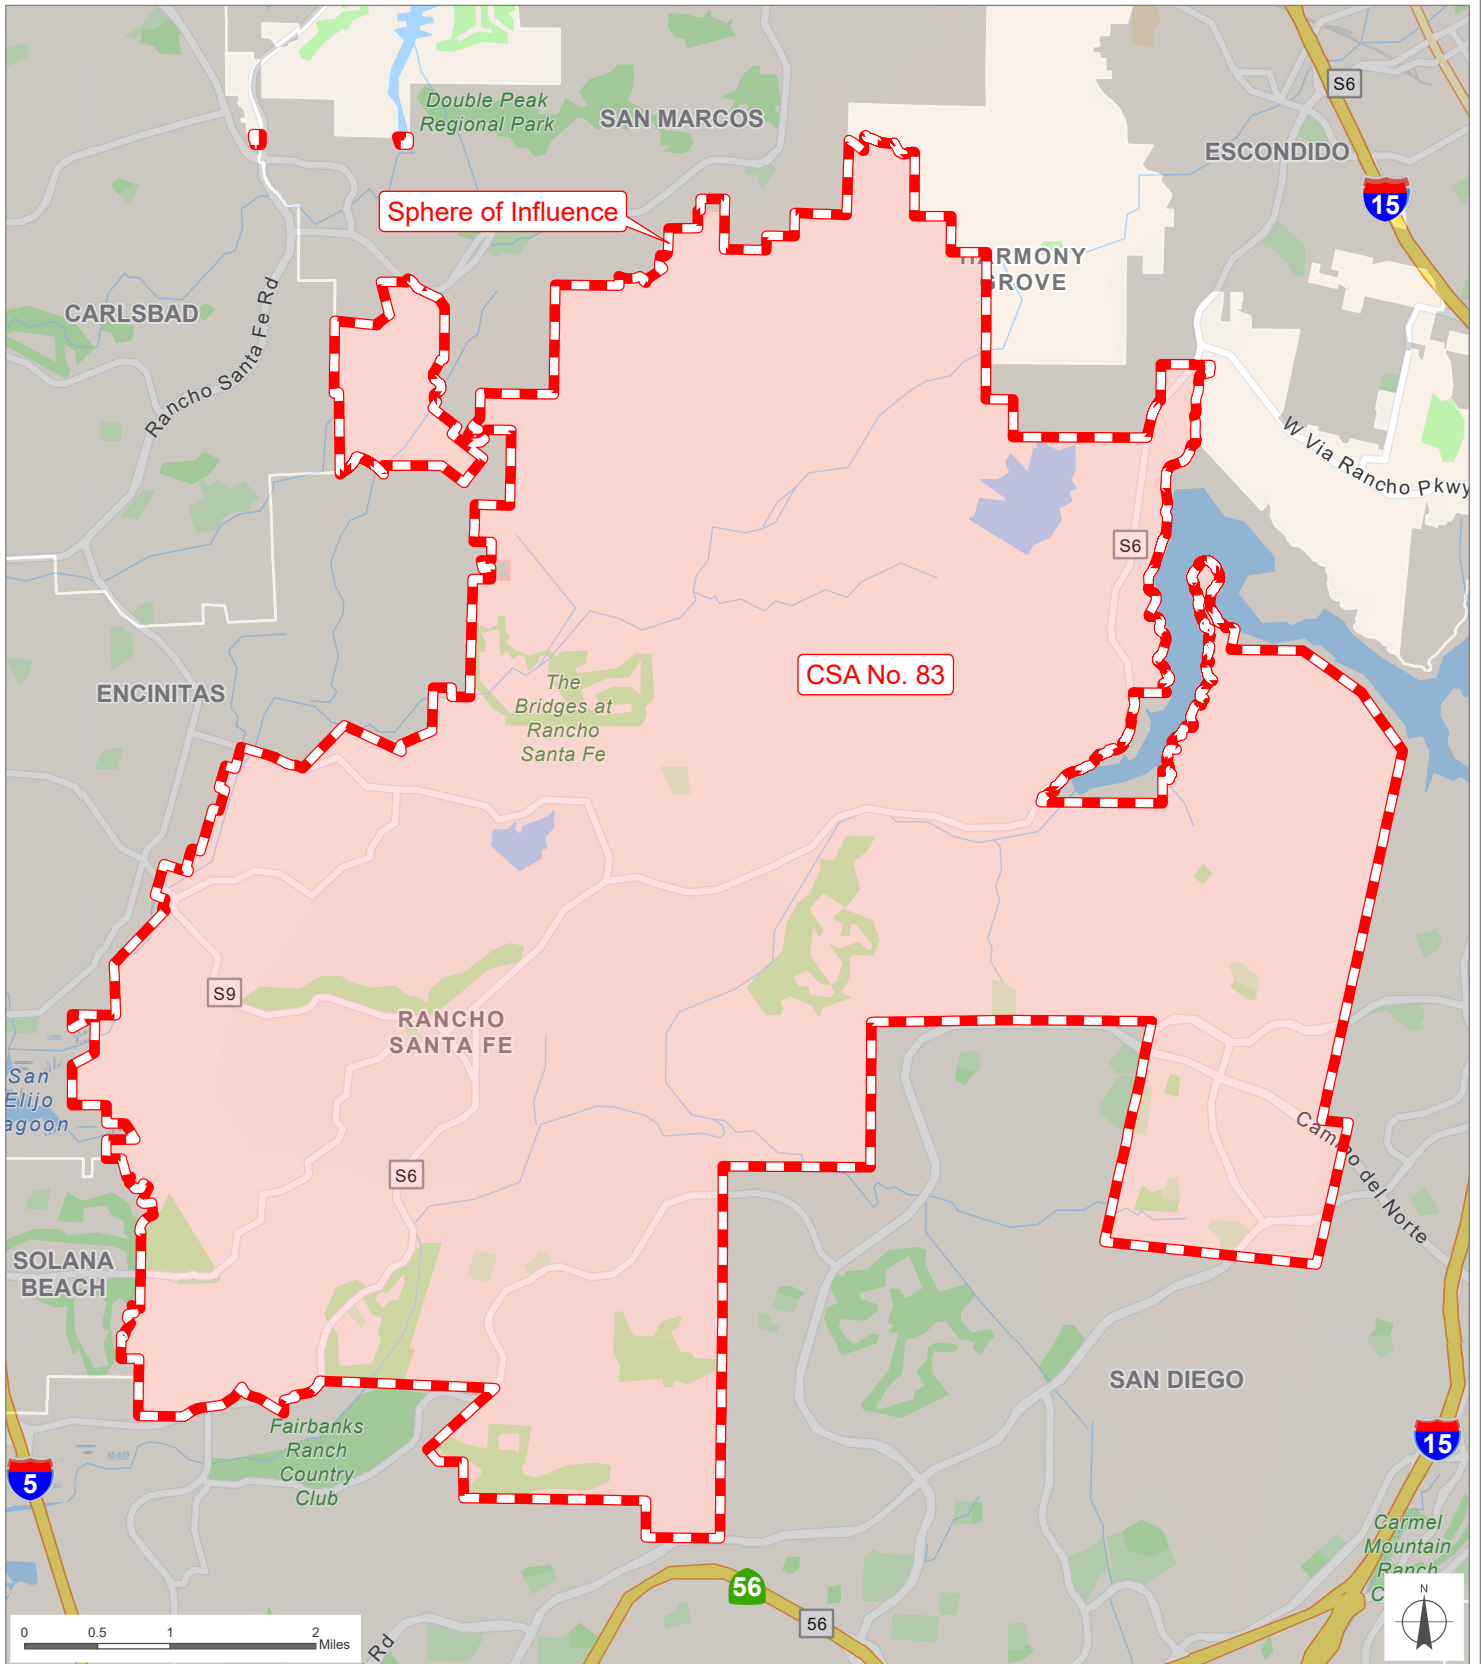 Double Peak
Regional Park
SAN MARCOS
S6
ESCONDIDO
15
Sphere of Influence
HARMONY
GROVE
CARLSBAD
Rancho Santa Fe Rd
W Via Rancho Pkwy
S6
CSA No. 83
ENCINITAS
The
Bridges at
Rancho
Santa Fe
S9
RANCHO
SANTA FE
San
Elijo
agoon
Camino del Norte
S6
SOLANA
BEACH
SAN DIEGO
Fairbanks
Ranch
Country
Club
15
5
Carmel
Mountain
Ranch
C
56
56
N
0 0.5 1 2
Miles
Rd